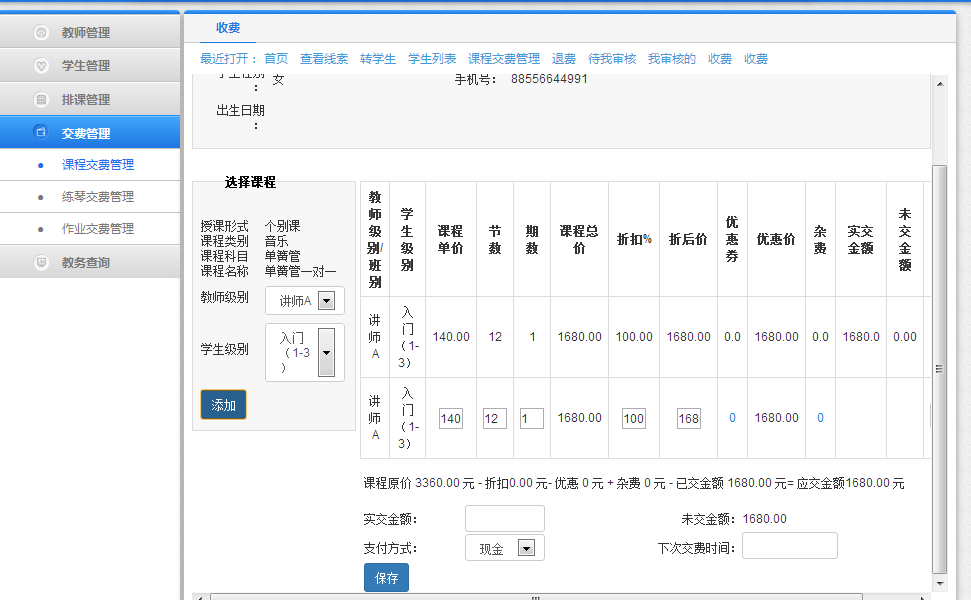 教师管理
学生管理
排课管理
交费管理
课程交费管理
练琴交费管理
作业交费管理
教务查询
收费
最近打开： 首页 查看线索 转学生 学生列表 课程交费管理 退费 待我审核 我审核的 收费 收费
学生性别： 女 手机号： 88556644991
出生日期：
选择课程
授课形式 个别课
课程类别 音乐
课程科目 单簧管
课程名称 单簧管一对一
教师级别 讲师A
学生级别 入门（1-3）
添加
教师级别/班级别 学生级别 课程单价 节数 期数 课程总价 折扣% 折后价 优惠券 优惠价 杂费 实交金额 未交金额
讲师A 入门（1-3） 140.00 12 1 1680.00 100.00 1680.00 0.0 1680.00 0.0 1680.0 0.00
讲师A 入门（1-3） 140 12 1 1680.00 100 168 0 1680.00 0
课程原价 3360.00 元 - 折扣0.00 元- 优惠 0 元 + 杂费 0 元 - 已交金额 1680.00 元= 应交金额1680.00 元
实交金额： 未交金额：1680.00
支付方式： 现金 下次交费时间：
保存